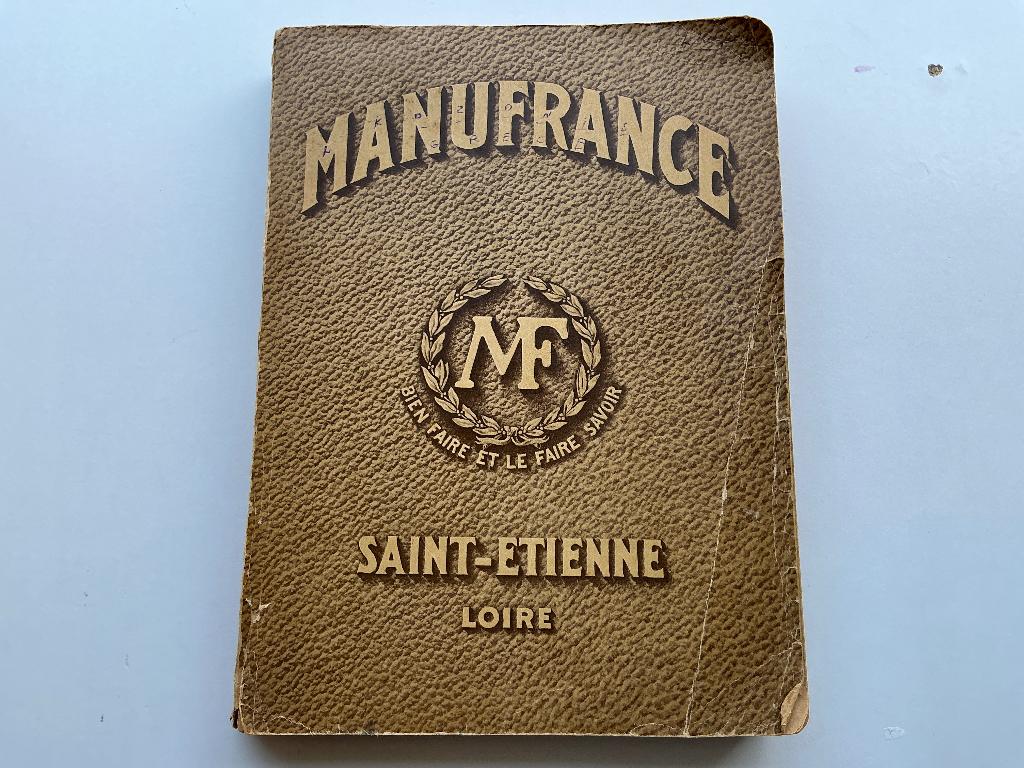 MANUFRANCE
MF
BIEN FAIRE ET LE FAIRE SAVOIR
SAINT-ETIENNE
LOIRE